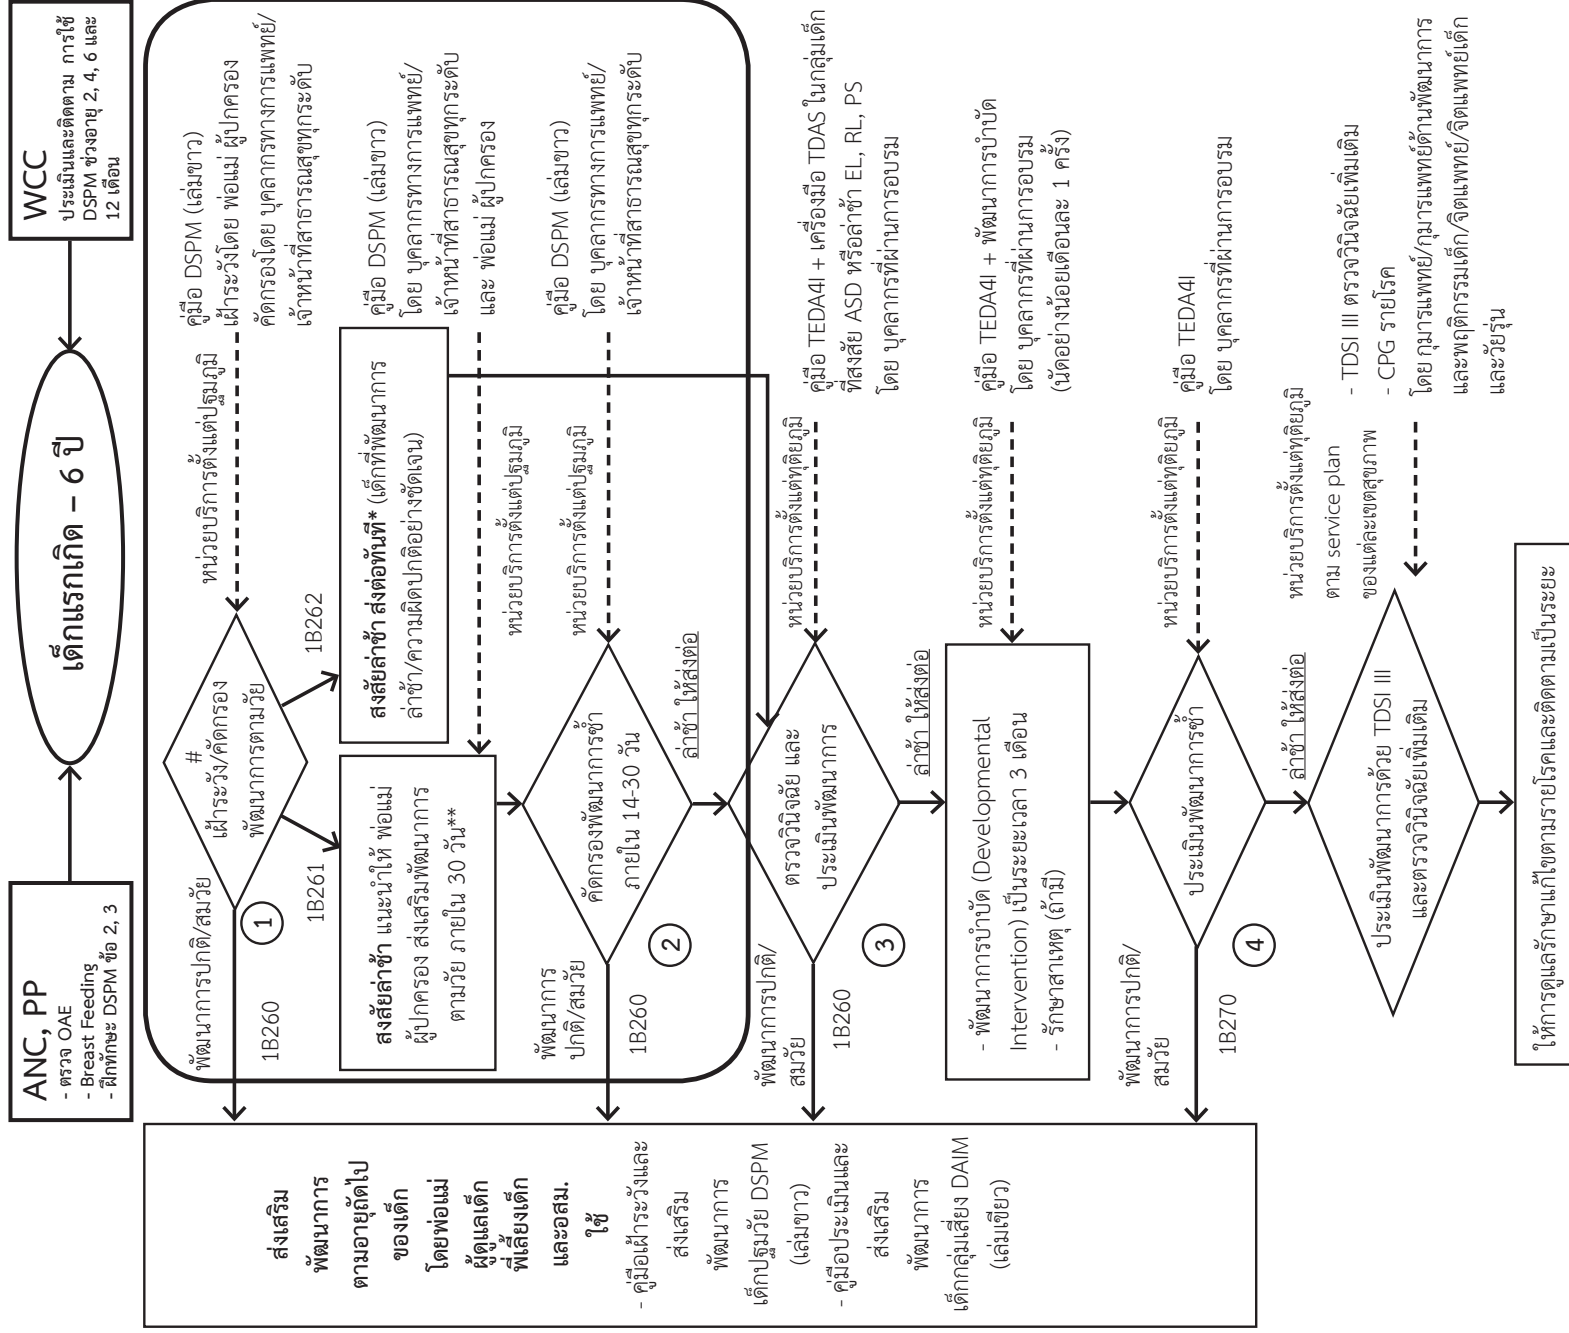 ANC, PP
- ตรวจ OAE
- Breast Feeding
- ฝึกทักษะ DSPM ข้อ 2, 3
เด็กแรกเกิด – 6 ปี
WCC
ประเมินและติดตาม การใช้
DSPM ช่วงอายุ 2, 4, 6 และ
12 เดือน
ส่งเสริม
พัฒนาการ
ตามอายุถัดไป
ของเด็ก
โดยพ่อแม่
ผู้ดูแลเด็ก
พี่เลี้ยงเด็ก
และอสม.
ใช้
- คู่มือเฝ้าระวังและ
ส่งเสริม
พัฒนาการ
เด็กปฐมวัย DSPM
(เล่มขาว)
- คู่มือประเมินและ
ส่งเสริม
พัฒนาการ
เด็กกลุ่มเสี่ยง DAIM
(เล่มเขียว)
พัฒนาการปกติ/สมวัย
1B260
1
#
เฝ้าระวัง/คัดกรอง
พัฒนาการตามวัย
1B261
1B262
หน่วยบริการตั้งแต่ปฐมภูมิ
คู่มือ DSPM (เล่มขาว)
เฝ้าระวังโดย พ่อแม่ ผู้ปกครอง
คัดกรองโดย บุคลากรทางการแพทย์/
เจ้าหน้าที่สาธารณสุขทุกระดับ
สงสัยล่าช้า แนะนำให้ พ่อแม่
ผู้ปกครอง ส่งเสริมพัฒนาการ
ตามวัย ภายใน 30 วัน**
สงสัยล่าช้า ส่งต่อทันที* (เด็กที่พัฒนาการ
ล่าช้า/ความผิดปกติอย่างชัดเจน)
หน่วยบริการตั้งแต่ปฐมภูมิ
คู่มือ DSPM (เล่มขาว)
โดย บุคลากรทางการแพทย์/
เจ้าหน้าที่สาธารณสุขทุกระดับ
และ พ่อแม่ ผู้ปกครอง
พัฒนาการ
ปกติ/สมวัย
1B260
2
คัดกรองพัฒนาการซ้ำ
ภายใน 14-30 วัน
หน่วยบริการตั้งแต่ปฐมภูมิ
คู่มือ DSPM (เล่มขาว)
โดย บุคลากรทางการแพทย์/
เจ้าหน้าที่สาธารณสุขทุกระดับ
ล่าช้า ให้ส่งต่อ
พัฒนาการปกติ/
สมวัย
1B260
3
ตรวจวินิจฉัย และ
ประเมินพัฒนาการ
หน่วยบริการตั้งแต่ทุติยภูมิ
คู่มือ TEDA4I + เครื่องมือ TDAS ในกลุ่มเด็ก
ที่สงสัย ASD หรือล่าช้า EL, RL, PS
โดย บุคลากรที่ผ่านการอบรม
ล่าช้า ให้ส่งต่อ
- พัฒนาการบำบัด (Developmental
Intervention) เป็นระยะเวลา 3 เดือน
- รักษาสาเหตุ (ถ้ามี)
หน่วยบริการตั้งแต่ทุติยภูมิ
คู่มือ TEDA4I + พัฒนาการบำบัด
โดย บุคลากรที่ผ่านการอบรม
(นัดอย่างน้อยเดือนละ 1 ครั้ง)
พัฒนาการปกติ/
สมวัย
1B270
4
ประเมินพัฒนาการซ้ำ
หน่วยบริการตั้งแต่ทุติยภูมิ
คู่มือ TEDA4I
โดย บุคลากรที่ผ่านการอบรม
ล่าช้า ให้ส่งต่อ
ประเมินพัฒนาการด้วย TDSI III
และตรวจวินิจฉัยเพิ่มเติม
หน่วยบริการตั้งแต่ทุติยภูมิ
ตาม service plan
ของแต่ละเขตสุขภาพ
- TDSI III ตรวจวินิจฉัยเพิ่มเติม
- CPG รายโรค
โดย กุมารแพทย์/กุมารแพทย์ด้านพัฒนาการ
และพฤติกรรมเด็ก/จิตแพทย์/จิตแพทย์เด็ก
และวัยรุ่น
ให้การดูแลรักษาแก้ไขตามรายโรคและติดตามเป็นระยะ